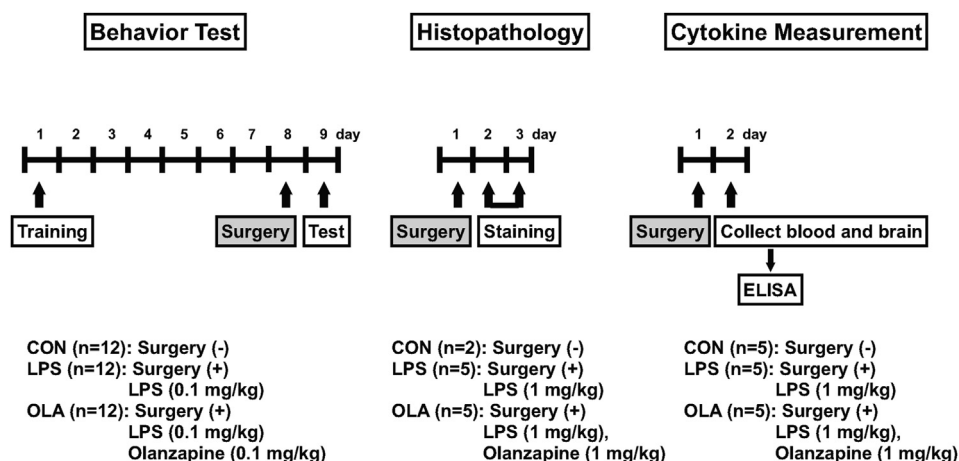 Behavior Test
1 2 3 4 5 6 7 8 9 day
Training
Surgery
Test
CON (n=12): Surgery (-)
LPS (n=12): Surgery (+)
LPS (0.1 mg/kg)
OLA (n=12): Surgery (+)
LPS (0.1 mg/kg)
Olanzapine (0.1 mg/kg)
Histopathology
1 2 3 day
Surgery
Staining
CON (n=2): Surgery (-)
LPS (n=5): Surgery (+)
LPS (1 mg/kg)
OLA (n=5): Surgery (+)
LPS (1 mg/kg),
Olanzapine (1 mg/kg)
Cytokine Measurement
1 2 day
Surgery
Collect blood and brain
ELISA
CON (n=5): Surgery (-)
LPS (n=5): Surgery (+)
LPS (1 mg/kg)
OLA (n=5): Surgery (+)
LPS (1 mg/kg),
Olanzapine (1 mg/kg)